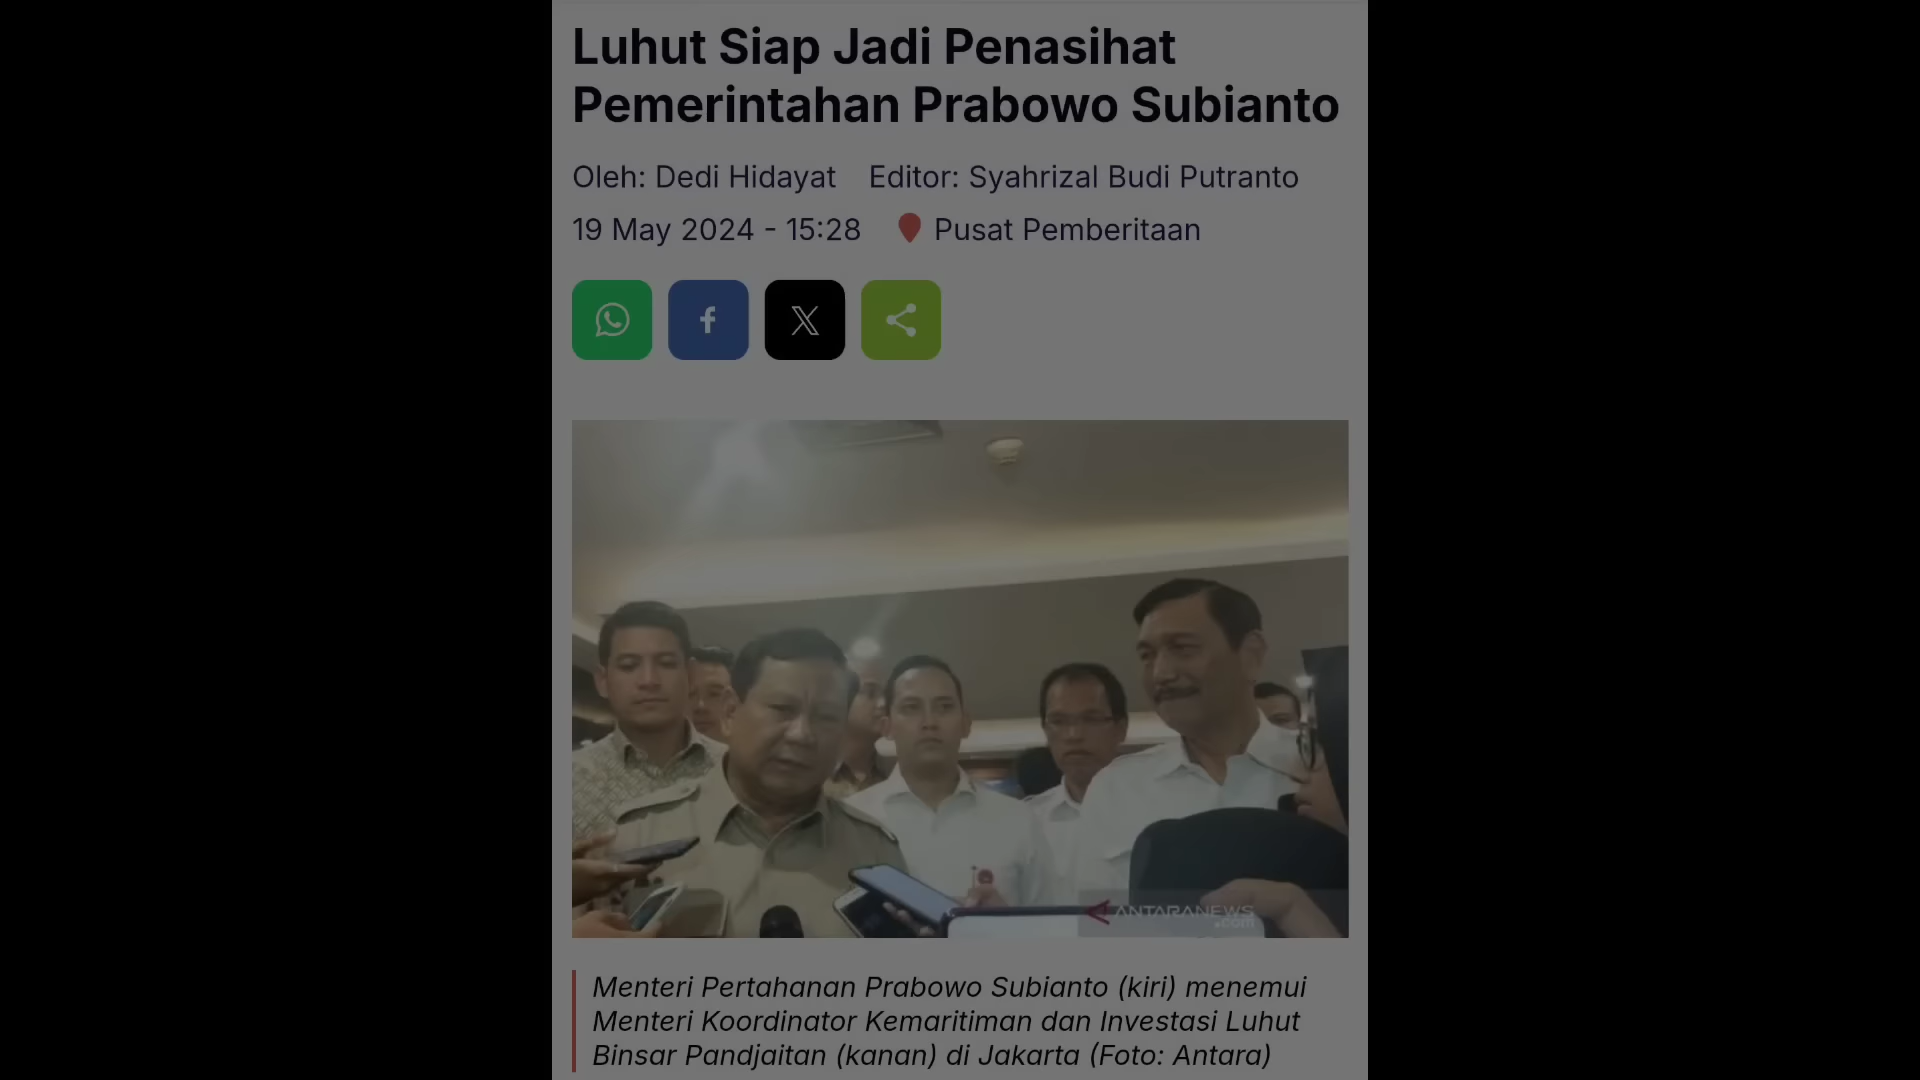 Luhut Siap Jadi Penasihat
Pemerintahan Prabowo Subianto
Oleh: Dedi Hidayat Editor: Syahrizal Budi Putranto
19 May 2024 - 15:28 Pusat Pemberitaan
ANTARANEWS
.com
Menteri Pertahanan Prabowo Subianto (kiri) menemui
Menteri Koordinator Kemaritiman dan Investasi Luhut
Binsar Pandjaitan (kanan) di Jakarta (Foto: Antara)